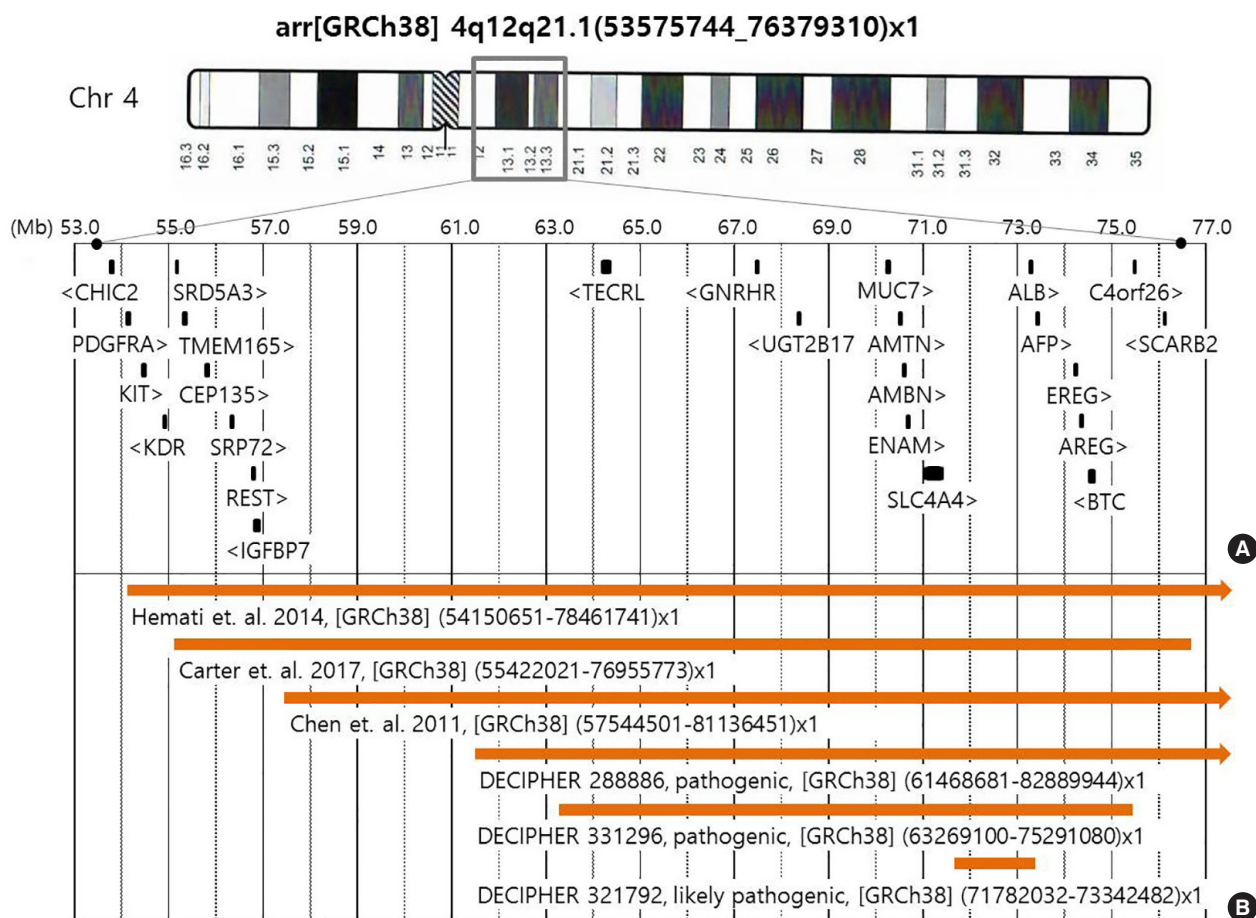 arr[GRCh38] 4q12q21.1(53575744_76379310)x1
Chr 4
16.3 16.2 16.1 15.3 15.2 15.1 14 13 12 11 11 12 13.1 13.2 13.3 21.1 21.2 21.3 22 23 24 25 26 27 28 31.1 31.2 31.3 32 33 34 35
(Mb) 53.0 55.0 57.0 59.0 61.0 63.0 65.0 67.0 69.0 71.0 73.0 75.0 77.0
<CHIC2 SRD5A3> <TECRL <GNRHR MUC7> ALB> C4orf26>
PDGFRA> TMEM165> <UGT2B17 AMTN> AFP> <SCARB2
KIT> CEP135> AMBN> EREG>
<KDR SRP72> ENAM> AREG>
REST> SLC4A4> <BTC
<IGFBP7
A
Hemati et. al. 2014, [GRCh38] (54150651-78461741)x1
Carter et. al. 2017, [GRCh38] (55422021-76955773)x1
Chen et. al. 2011, [GRCh38] (57544501-81136451)x1
DECIPHER 288886, pathogenic, [GRCh38] (61468681-82889944)x1
DECIPHER 331296, pathogenic, [GRCh38] (63269100-75291080)x1
DECIPHER 321792, likely pathogenic, [GRCh38] (71782032-73342482)x1
B